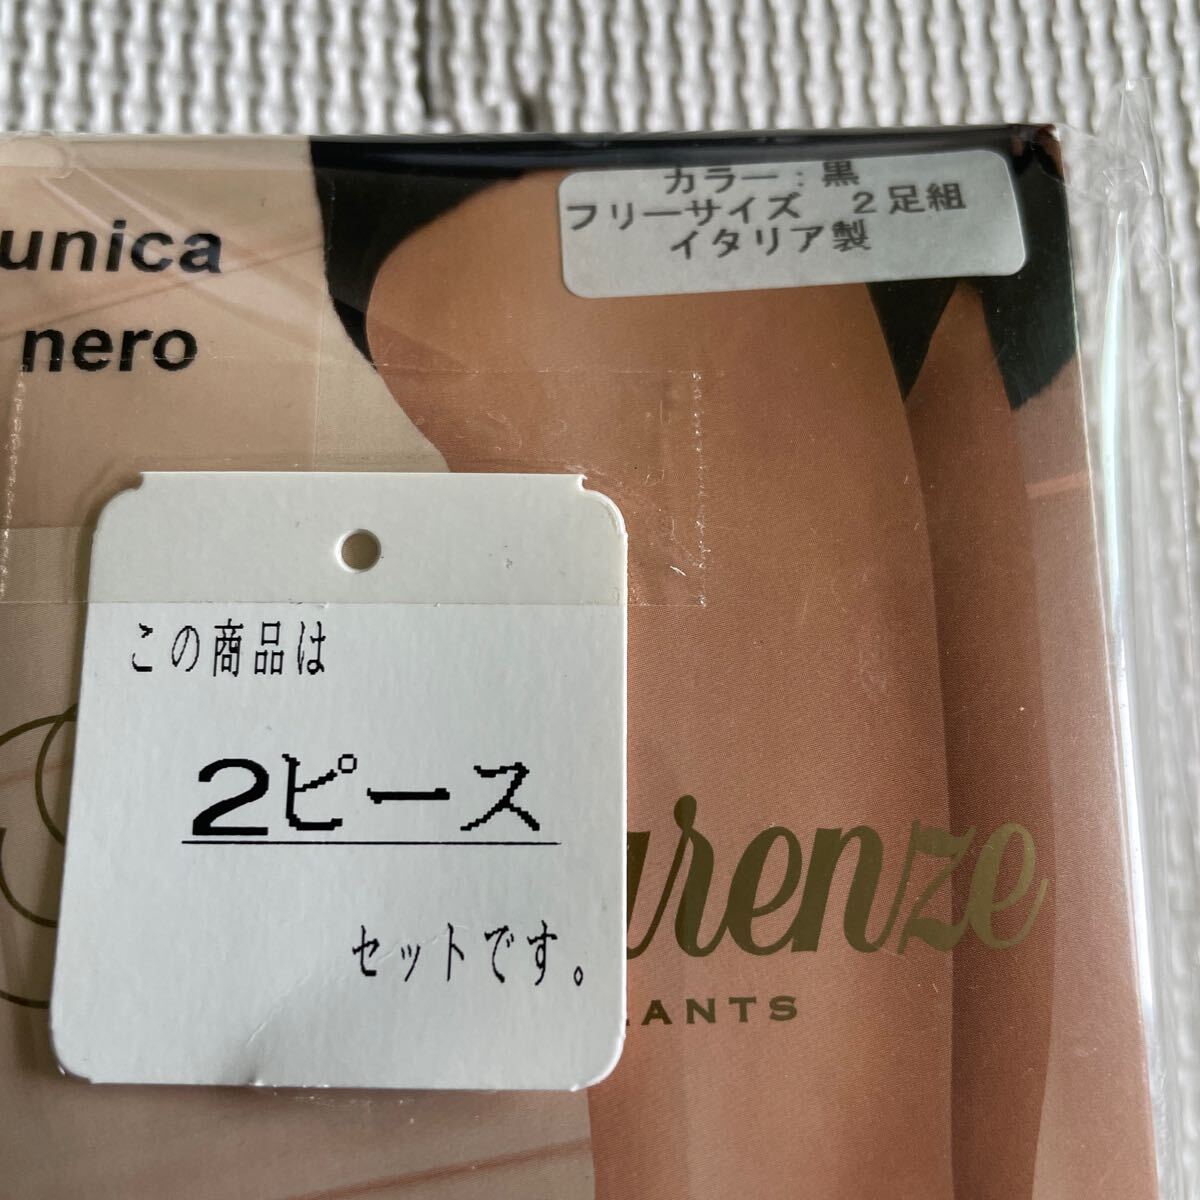 unica
nero
カラー：黒
フリーサイズ　2足組
イタリア製
この商品は
2ピース
セットです。